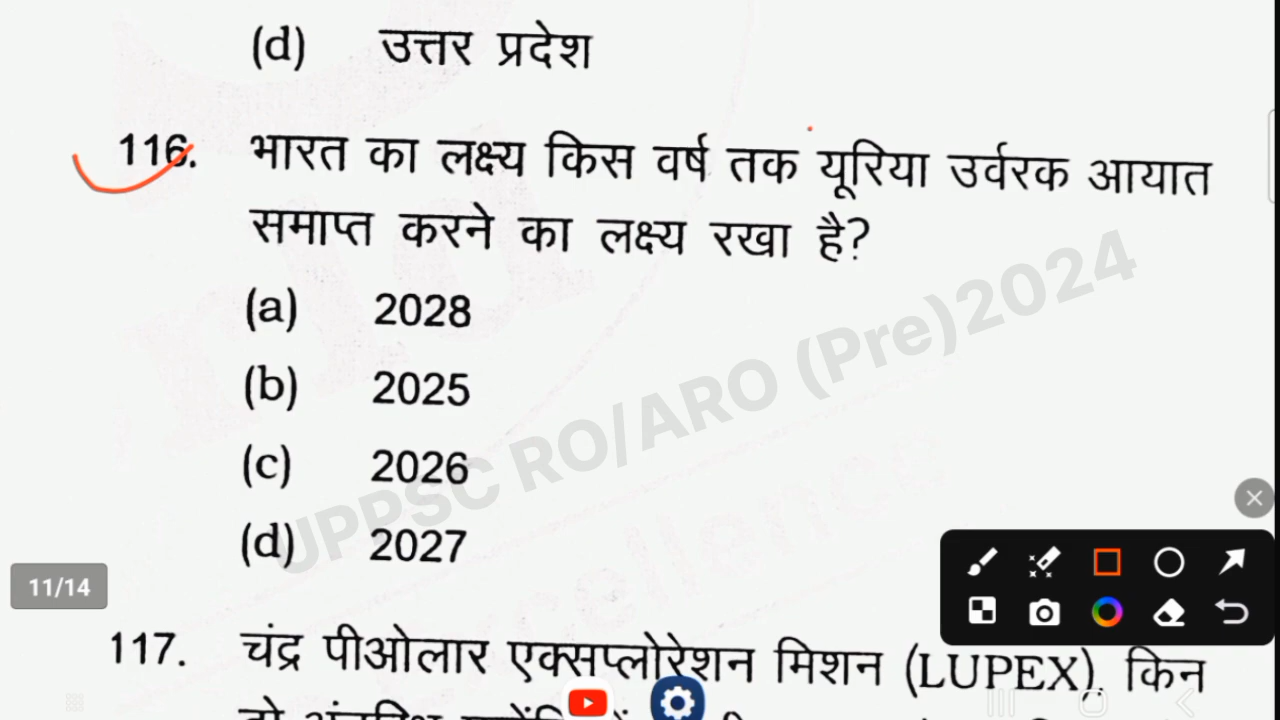 (d) उत्तर प्रदेश
116. भारत का लक्ष्य किस वर्ष तक यूरिया उर्वरक आयात
समाप्त करने का लक्ष्य रखा है?
(a) 2028
(b) 2025
(c) 2026
(d) 2027
UPPSC RO/ARO (Pre)2024
11/14
117. चंद्र पीओलार एक्सप्लोरेशन मिशन (LUPEX) किन